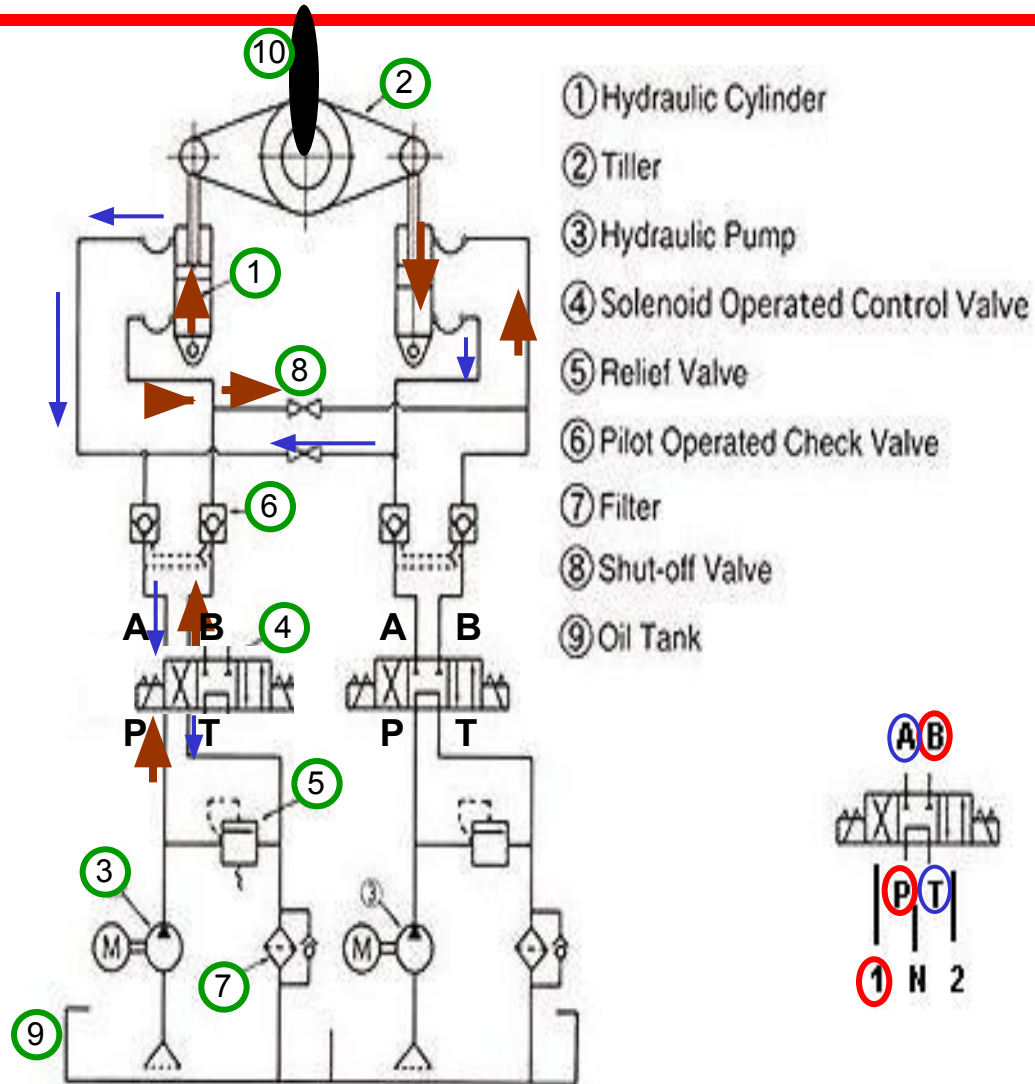 10
2
① Hydraulic Cylinder
② Tiller
③ Hydraulic Pump
④ Solenoid Operated Control Valve
⑤ Relief Valve
⑥ Pilot Operated Check Valve
⑦ Filter
⑧ Shut-off Valve
⑨ Oil Tank
1
8
6
A B
4
A B
P T
P T
5
3
③
M
M
7
9
A B
P T
1 N 2